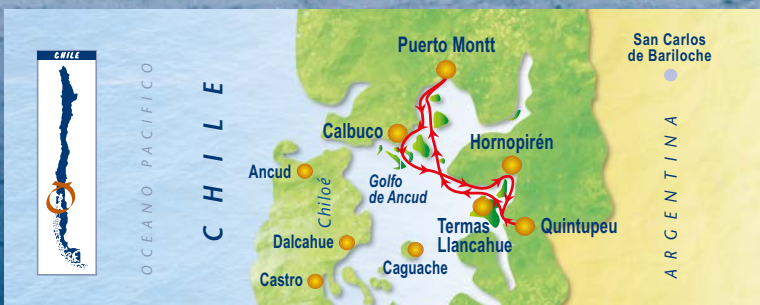 CHILE
OCEANO PACIFICO
CHILE
Puerto Montt
San Carlos
de Bariloche
Calbuco
Hornopirén
Ancud
Chiloé
Golfo
de Ancud
Termas
Llancahue
Quintupeu
Dalcahue
Caguache
Castro
ARGENTINA